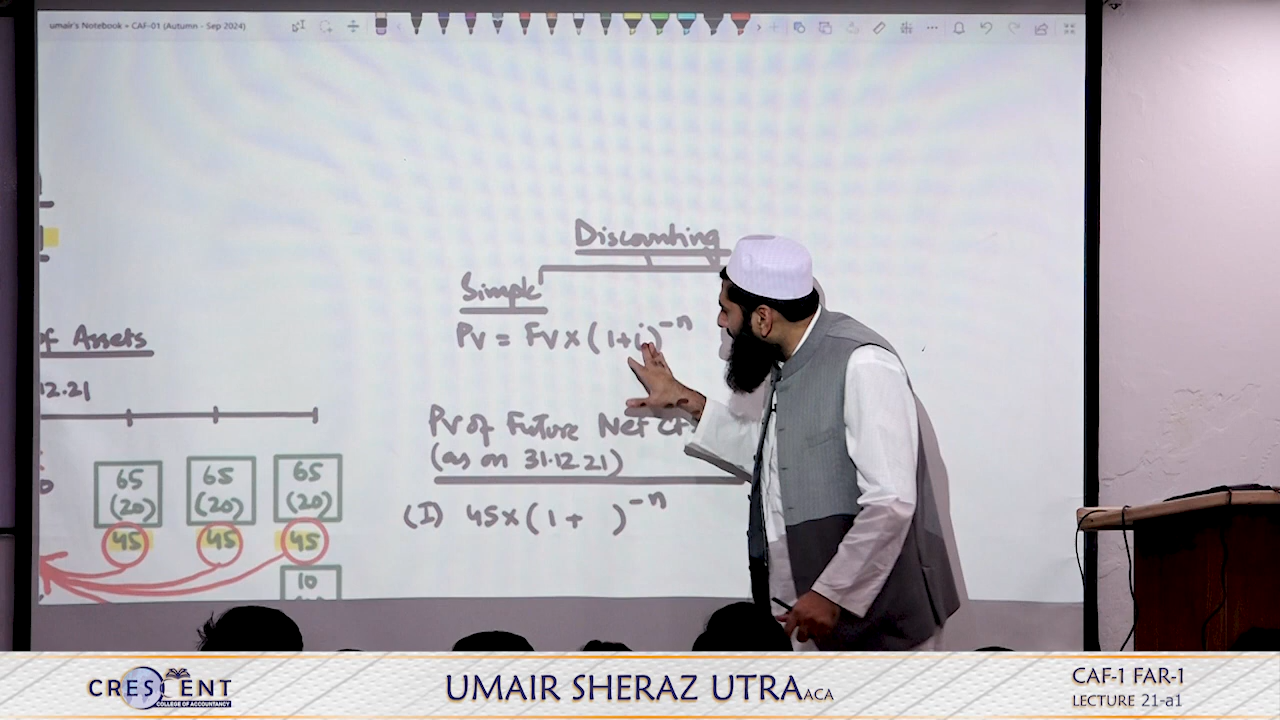 umair's Notebook » CAF-01 (Autumn - Sep 2024)
Discounting
Simple
PV = FV × (1+i)⁻ⁿ
of Assets
12.21
PV of Future Net CF
(as on 31.12.21)
65 65 65
(20) (20) (20)
45 45 45
10
(I) 45×(1+ )⁻ⁿ
CRESCENT
COLLEGE OF ACCOUNTANCY
UMAIR SHERAZ UTRA ACA
CAF-1 FAR-1
LECTURE 21-a1